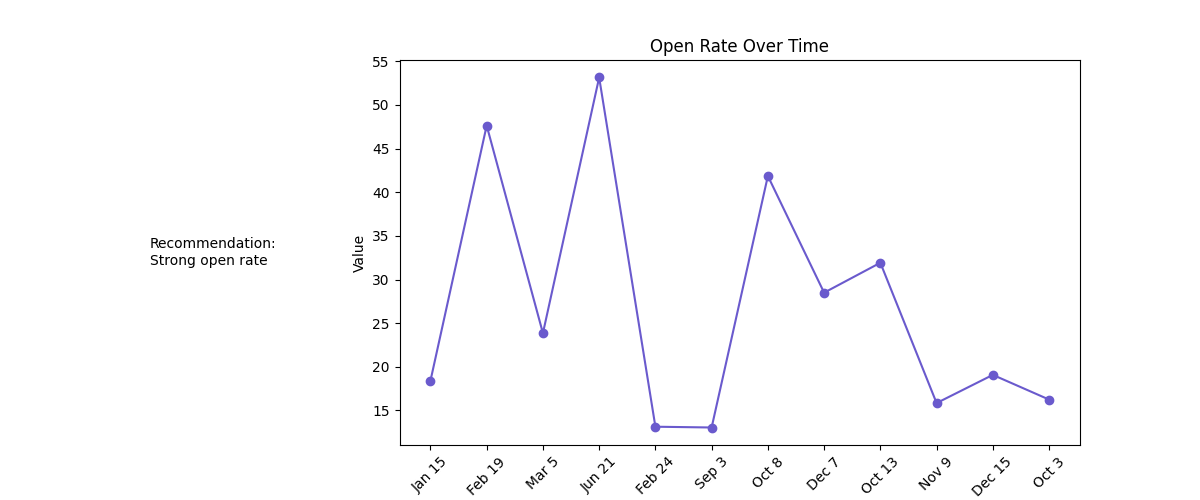 Open Rate Over Time
Recommendation:
Strong open rate
Value
55
50
45
40
35
30
25
20
15
Jan 15
Feb 19
Mar 5
Jun 21
Feb 24
Sep 3
Oct 8
Dec 7
Oct 13
Nov 9
Dec 15
Oct 3